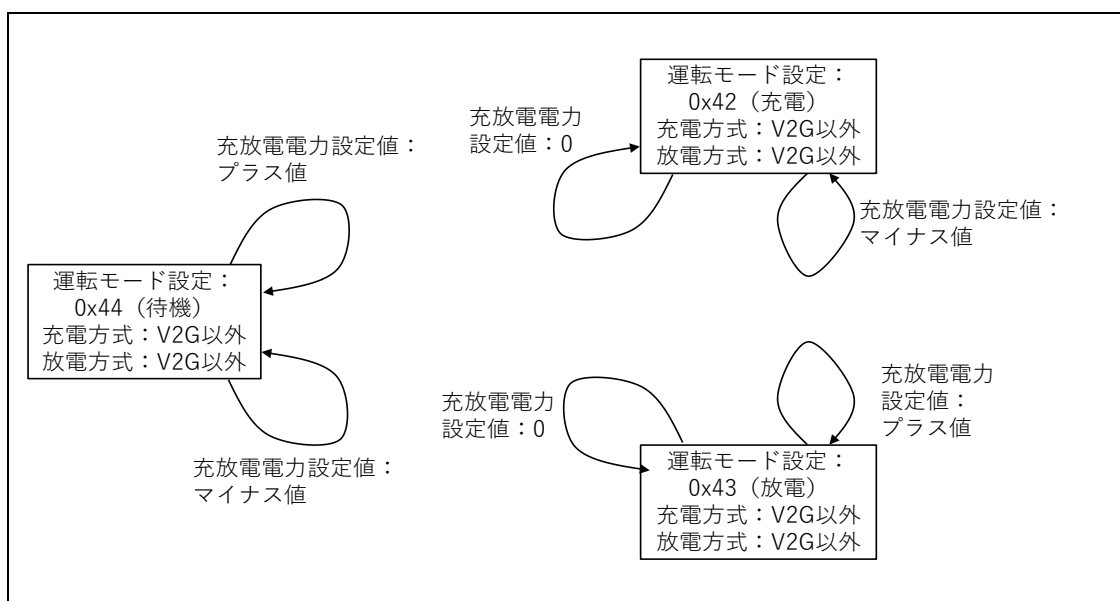 充放電電力設定値：
プラス値
運転モード設定：
0x44（待機）
充電方式：V2G以外
放電方式：V2G以外
充放電電力設定値：
マイナス値
運転モード設定：
0x42（充電）
充電方式：V2G以外
放電方式：V2G以外
充放電電力
設定値：0
充放電電力設定値：
マイナス値
充放電電力
設定値：0
充放電電力
設定値：
プラス値
運転モード設定：
0x43（放電）
充電方式：V2G以外
放電方式：V2G以外